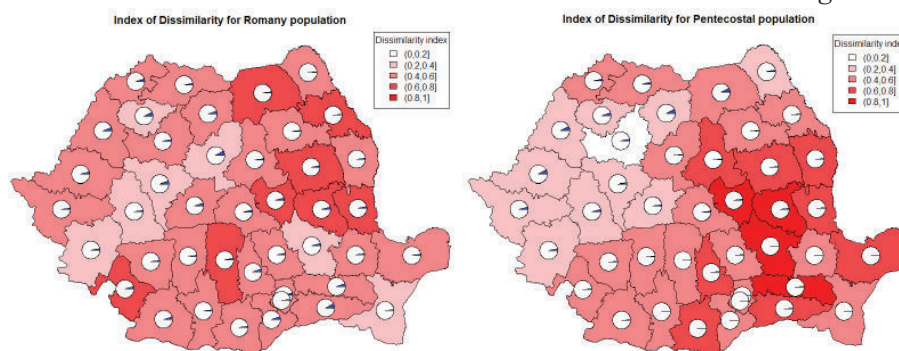 Index of Dissimilarity for Romany population
Dissimilarity index
(0,0.2]
(0.2,0.4]
(0.4,0.6]
(0.6,0.8]
(0.8,1]
Index of Dissimilarity for Pentecostal population
Dissimilarity index
(0,0.2]
(0.2,0.4]
(0.4,0.6]
(0.6,0.8]
(0.8,1]